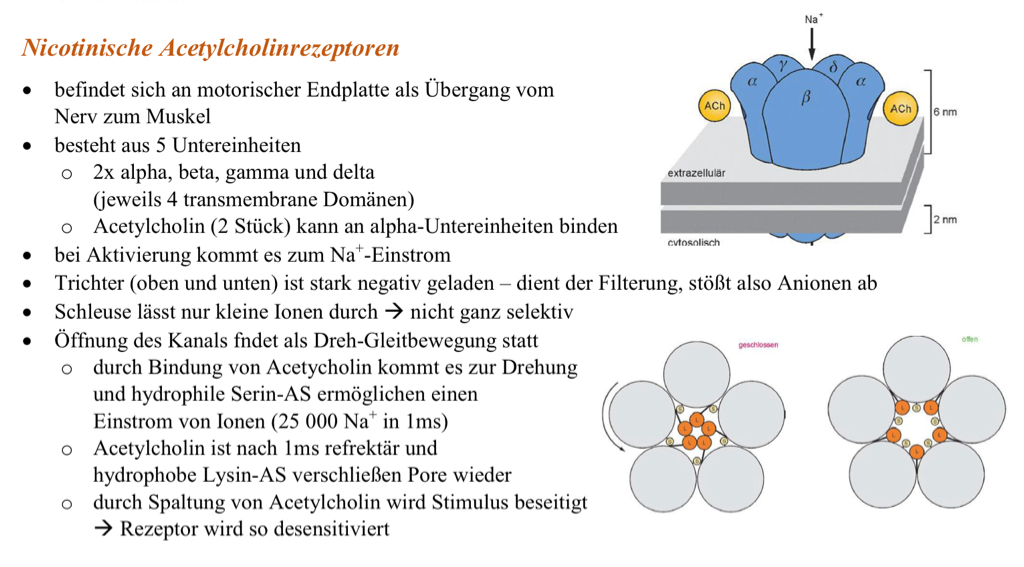 Nicotinische Acetylcholinrezeptoren
• befindet sich an motorischer Endplatte als Übergang vom
Nerv zum Muskel
• besteht aus 5 Untereinheiten
o 2x alpha, beta, gamma und delta
(jeweils 4 transmembrane Domänen)
o Acetylcholin (2 Stück) kann an alpha-Untereinheiten binden
• bei Aktivierung kommt es zum Na⁺-Einstrom
• Trichter (oben und unten) ist stark negativ geladen – dient der Filterung, stößt also Anionen ab
• Schleuse lässt nur kleine Ionen durch → nicht ganz selektiv
• Öffnung des Kanals fndet als Dreh-Gleitbewegung statt
o durch Bindung von Acetycholin kommt es zur Drehung
und hydrophile Serin-AS ermöglichen einen
Einstrom von Ionen (25 000 Na⁺ in 1ms)
o Acetylcholin ist nach 1ms refrektär und
hydrophobe Lysin-AS verschließen Pore wieder
o durch Spaltung von Acetylcholin wird Stimulus beseitigt
→ Rezeptor wird so desensitiviert
Na⁺
γ δ
α α
β
ACh ACh
6 nm
extrazellulär
2 nm
cytosolisch
geschlossen
S S
L
L L
S L L S
S
offen
L L
S S
L L
S S
L